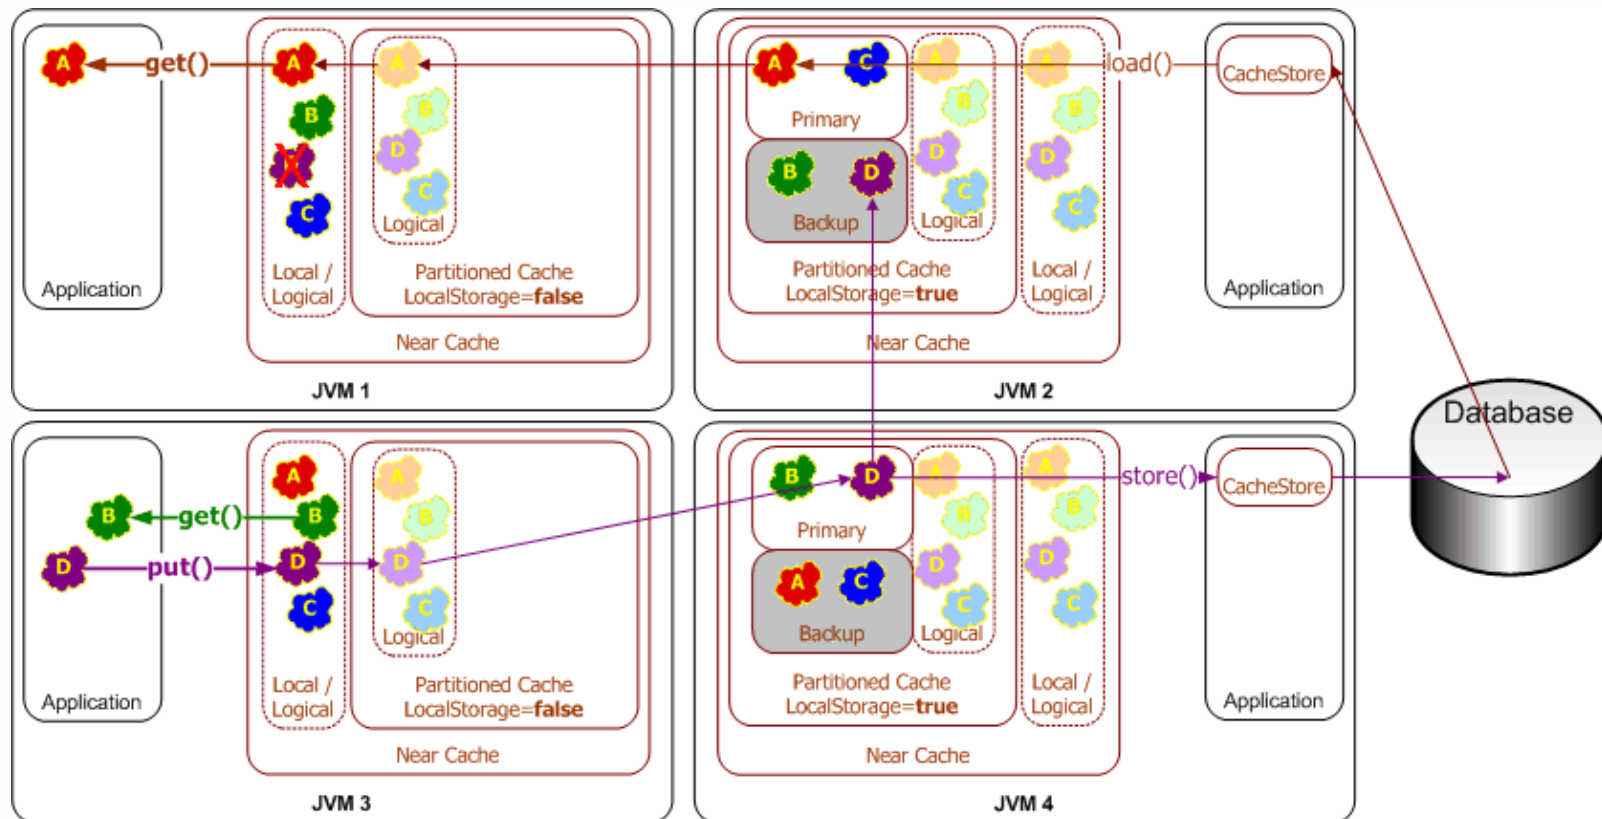 A
get()
A
A
B
D
X
B
D
C
C
Logical
Local /
Logical
Partitioned Cache
LocalStorage=false
Application
Near Cache
JVM 1
A
C
Primary
B
D
Backup
A
B
D
C
Logical
A
B
D
C
load()
CacheStore
Partitioned Cache
LocalStorage=true
Local /
Logical
Application
Near Cache
JVM 2
Database
A
B
get()
B
D
put()
D
C
A
B
D
C
Logical
Local /
Logical
Partitioned Cache
LocalStorage=false
Application
Near Cache
JVM 3
B
D
Primary
A
C
Backup
A
B
D
C
Logical
A
B
D
C
store()
CacheStore
Partitioned Cache
LocalStorage=true
Local /
Logical
Application
Near Cache
JVM 4